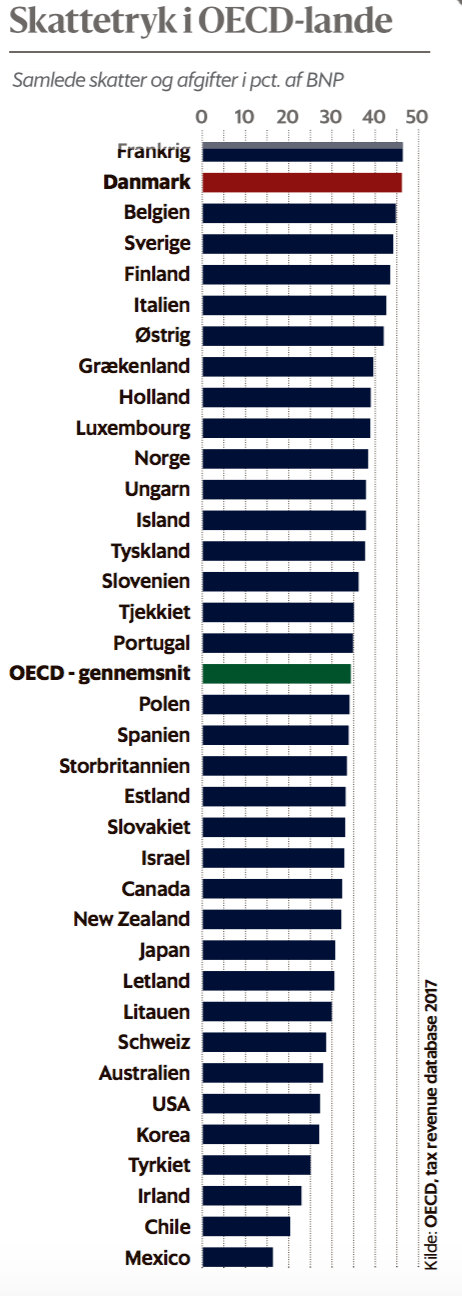 Skattetryk i OECD-lande
Samlede skatter og afgifter i pct. af BNP
0 10 20 30 40 50
Frankrig
Danmark
Belgien
Sverige
Finland
Italien
Østrig
Grækenland
Holland
Luxembourg
Norge
Ungarn
Island
Tyskland
Slovenien
Tjekkiet
Portugal
OECD - gennemsnit
Polen
Spanien
Storbritannien
Estland
Slovakiet
Israel
Canada
New Zealand
Japan
Letland
Litauen
Schweiz
Australien
USA
Korea
Tyrkiet
Irland
Chile
Mexico
Kilde: OECD, tax revenue database 2017